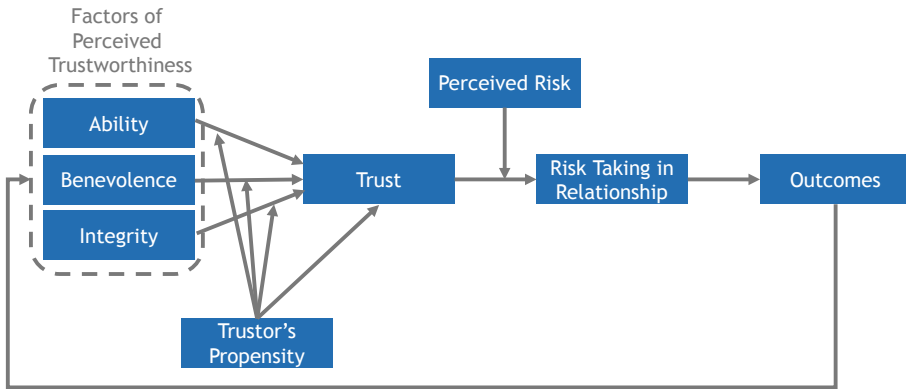 Factors of
Perceived
Trustworthiness
Ability
Benevolence
Integrity
Trustor's
Propensity
Trust
Perceived Risk
Risk Taking in
Relationship
Outcomes